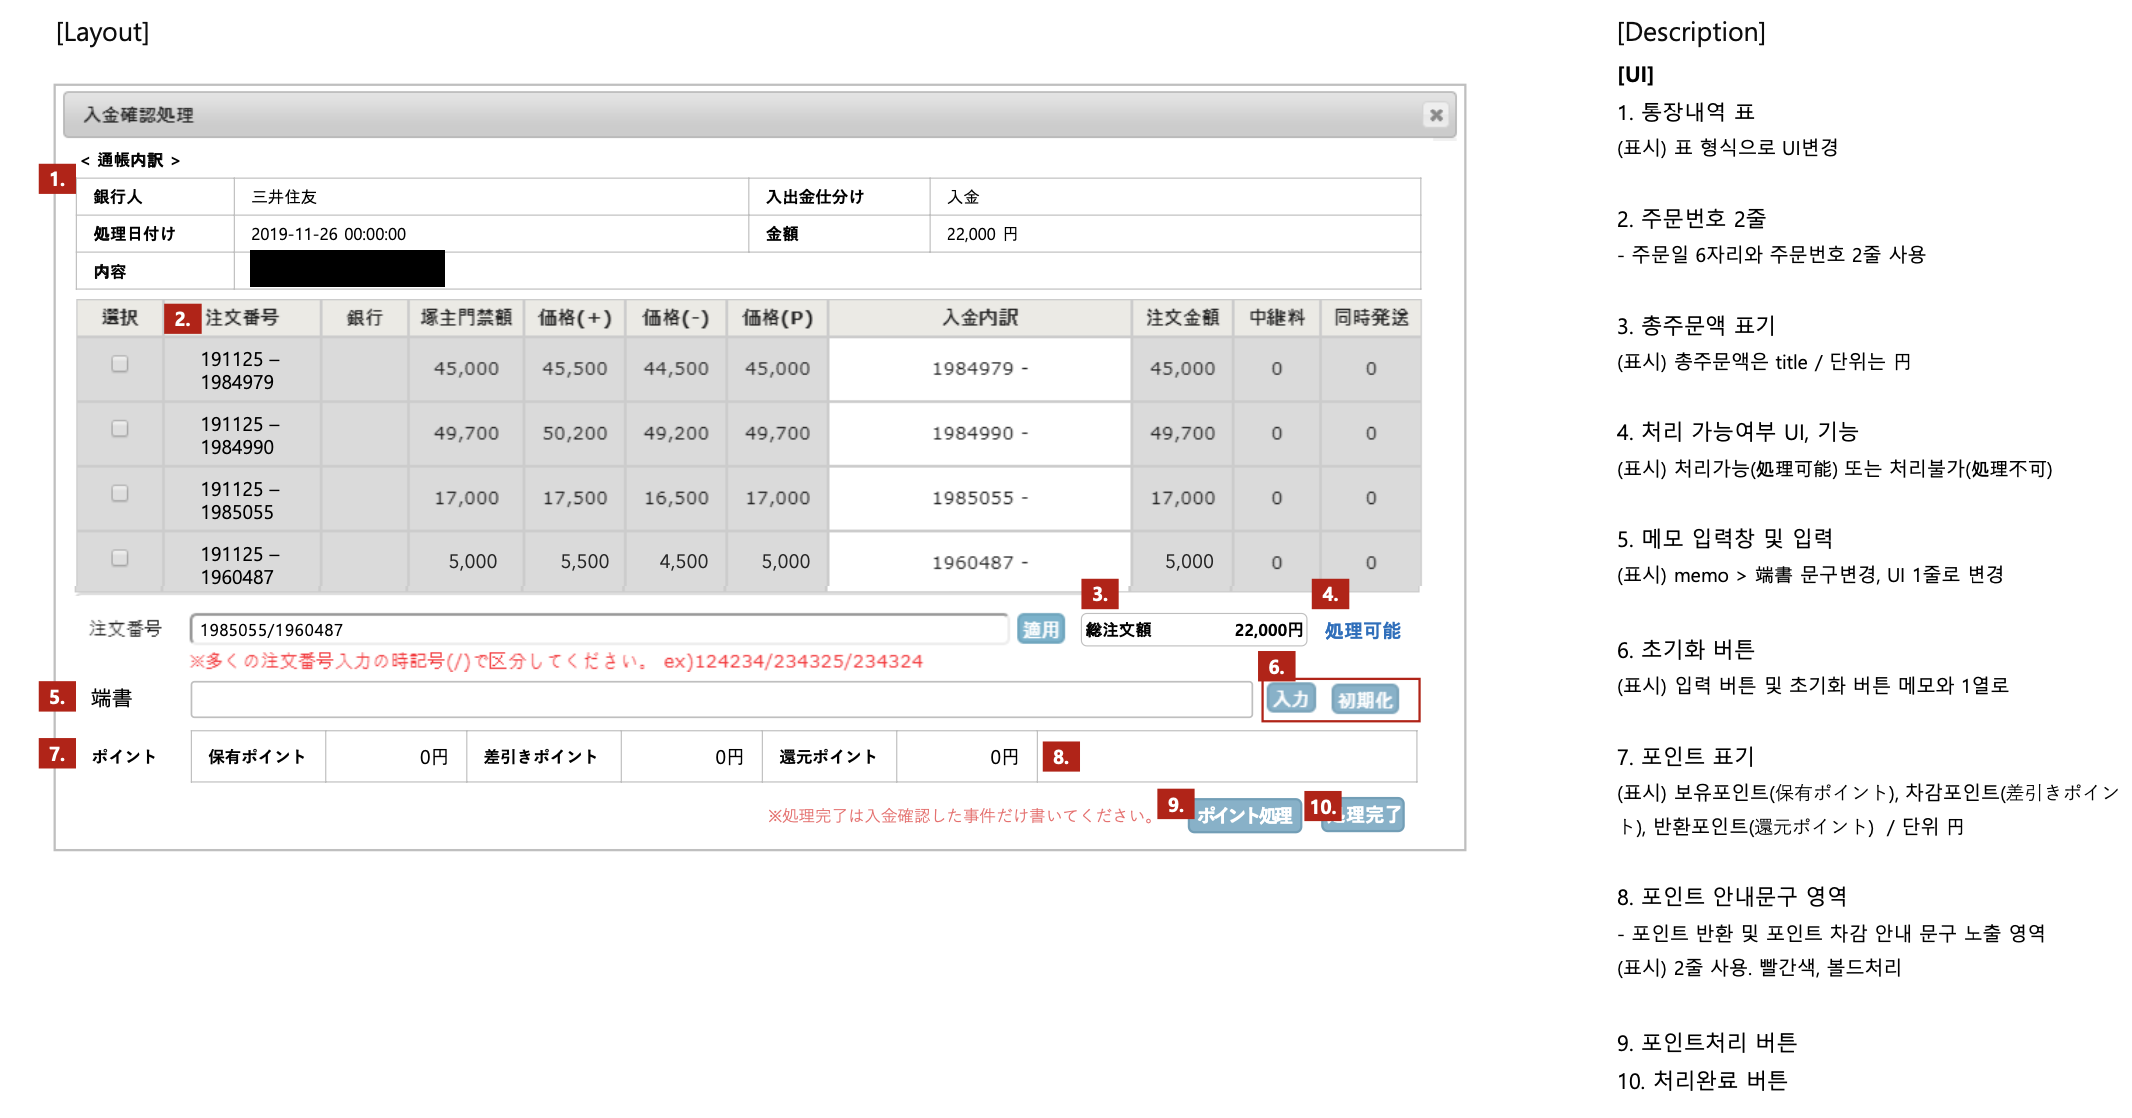 [Layout]
入金確認処理
< 通帳内訳 >
1.
銀行人 三井住友 入出金仕分け 入金
処理日付け 2019-11-26 00:00:00 金額 22,000 円
内容
選択 2. 注文番号 銀行 塚主門禁額 価格(+) 価格(-) 価格(P) 入金内訳 注文金額 中継料 同時発送
191125 –
1984979
45,000 45,500 44,500 45,000 1984979 - 45,000 0 0
191125 –
1984990
49,700 50,200 49,200 49,700 1984990 - 49,700 0 0
191125 –
1985055
17,000 17,500 16,500 17,000 1985055 - 17,000 0 0
191125 –
1960487
5,000 5,500 4,500 5,000 1960487 - 5,000 0 0
3. 4.
注文番号 1985055/1960487 適用 総注文額 22,000円 処理可能
※多くの注文番号入力の時記号(/)で区分してください。 ex)124234/234325/234324
6.
5. 端書 入力 初期化
7. ポイント 保有ポイント 0円 差引きポイント 0円 還元ポイント 0円 8.
※処理完了は入金確認した事件だけ書いてください。 9. ポイント処理 10. 理完了
[Description]
[UI]
1. 통장내역 표
(표시) 표 형식으로 UI변경
2. 주문번호 2줄
- 주문일 6자리와 주문번호 2줄 사용
3. 총주문액 표기
(표시) 총주문액은 title / 단위는 円
4. 처리 가능여부 UI, 기능
(표시) 처리가능(処理可能) 또는 처리불가(処理不可)
5. 메모 입력창 및 입력
(표시) memo > 端書 문구변경, UI 1줄로 변경
6. 초기화 버튼
(표시) 입력 버튼 및 초기화 버튼 메모와 1열로
7. 포인트 표기
(표시) 보유포인트(保有ポイント), 차감포인트(差引きポイン
ト), 반환포인트(還元ポイント) / 단위 円
8. 포인트 안내문구 영역
- 포인트 반환 및 포인트 차감 안내 문구 노출 영역
(표시) 2줄 사용. 빨간색, 볼드처리
9. 포인트처리 버튼
10. 처리완료 버튼